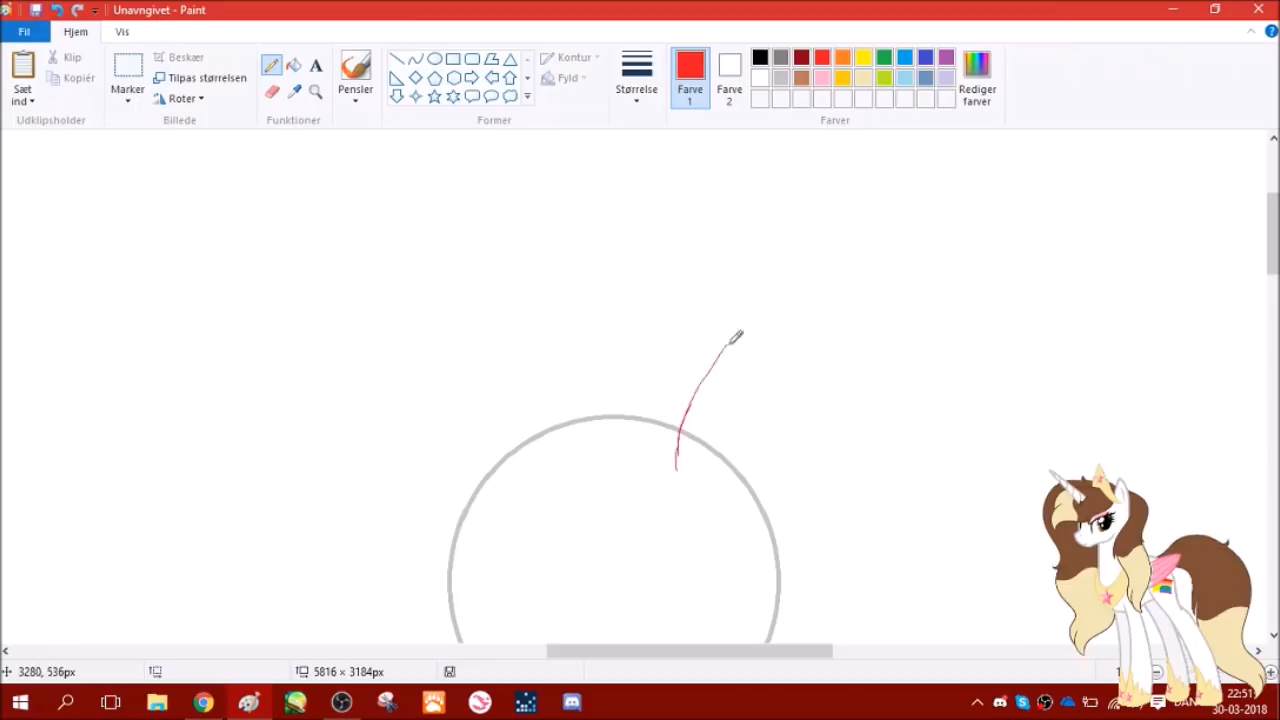 Unavngivet - Paint
Fil Hjem Vis
Sæt
ind
Klip
Kopiér
Udklipsholder
Marker
Beskær
Tilpas størrelsen
Roter
Billede
A
Funktioner
Pensler
Kontur
Fyld
Former
Størrelse
Farve
1
Farve
2
Rediger
farver
Farver
3280, 536px
5816 × 3184px
22:51
30-03-2018